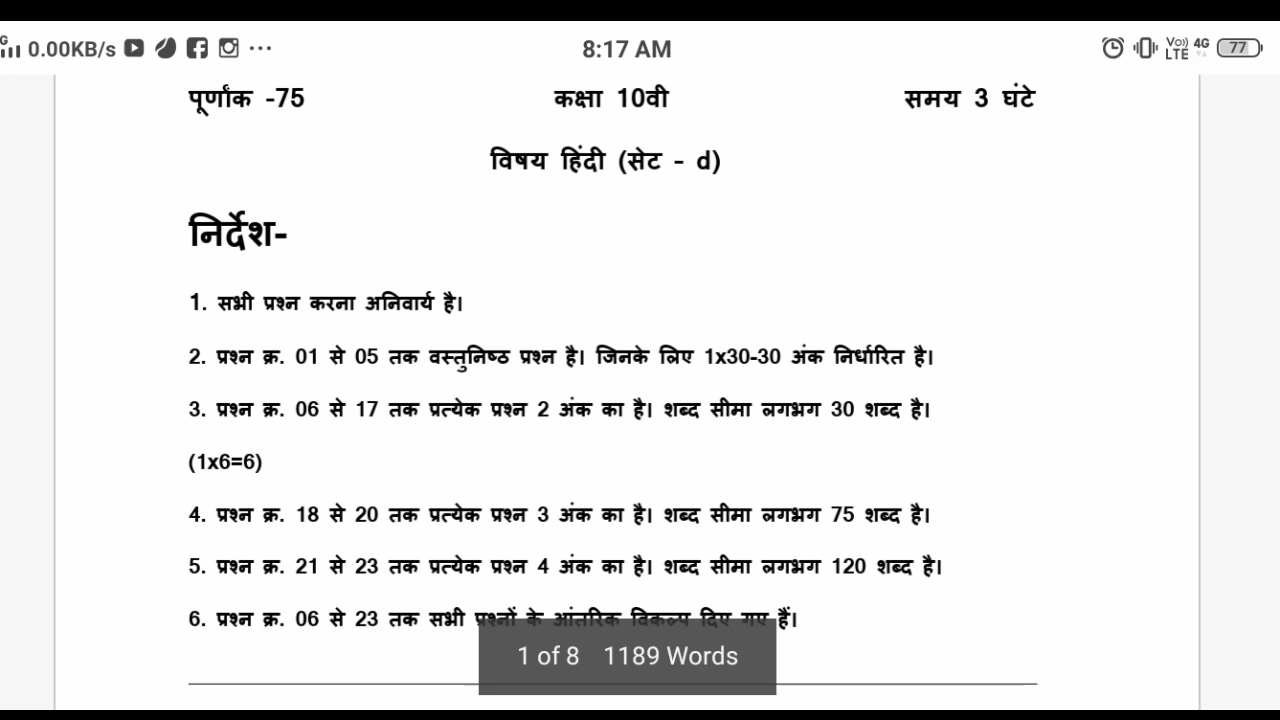 G 0.00KB/s ... 8:17 AM Vo)) LTE 4G 77
पूर्णांक -75 कक्षा 10वी समय 3 घंटे
विषय हिंदी (सेट - d)
निर्देश-
1. सभी प्रश्न करना अनिवार्य है।
2. प्रश्न क्र. 01 से 05 तक वस्तुनिष्ठ प्रश्न है। जिनके लिए 1x30-30 अंक निर्धारित है।
3. प्रश्न क्र. 06 से 17 तक प्रत्येक प्रश्न 2 अंक का है। शब्द सीमा लगभग 30 शब्द है।
(1x6=6)
4. प्रश्न क्र. 18 से 20 तक प्रत्येक प्रश्न 3 अंक का है। शब्द सीमा लगभग 75 शब्द है।
5. प्रश्न क्र. 21 से 23 तक प्रत्येक प्रश्न 4 अंक का है। शब्द सीमा लगभग 120 शब्द है।
6. प्रश्न क्र. 06 से 23 तक सभी प्रश्नों के आंतरिक विकल्प दिए गए हैं।
1 of 8 1189 Words